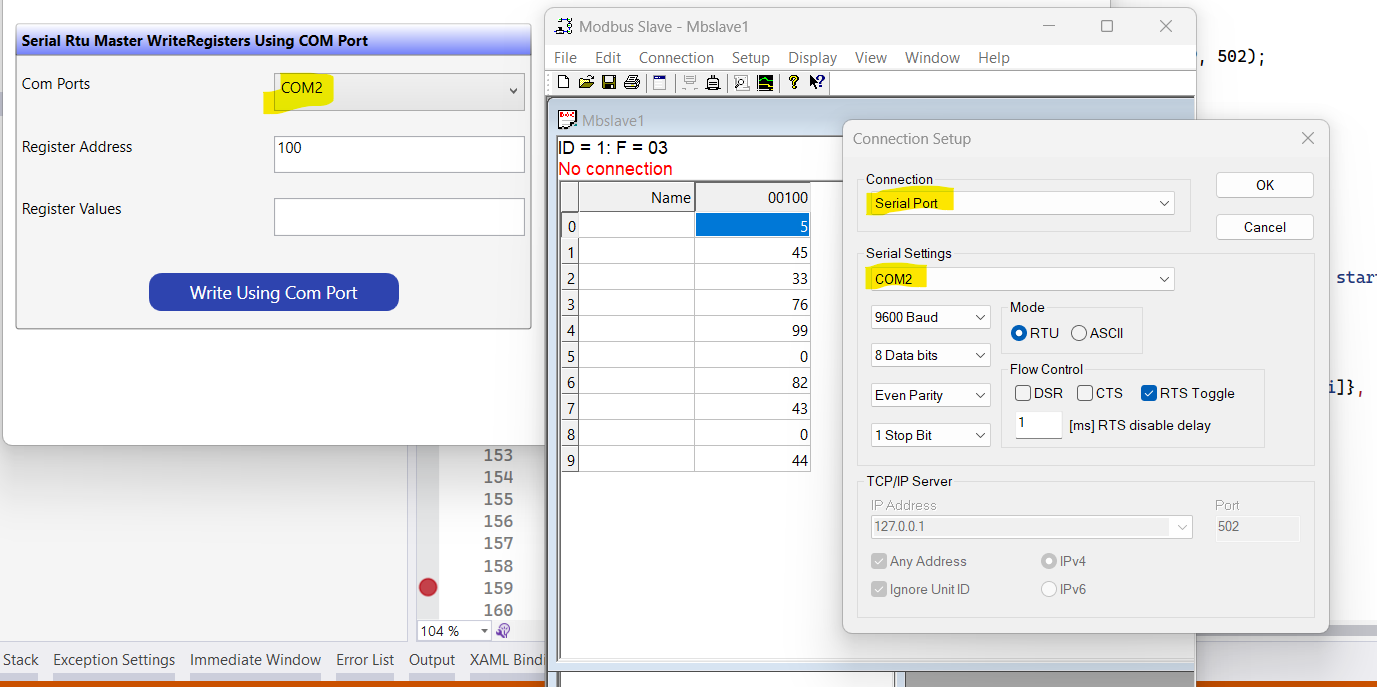 Serial Rtu Master WriteRegisters Using COM Port
Com Ports
COM2
Register Address
100
Register Values
Write Using Com Port
153
154
155
156
157
158
159
160
104 %
Stack
Exception Settings
Immediate Window
Error List
Output
XAML Bindi
Modbus Slave - Mbslave1
File Edit Connection Setup Display View Window Help
Mbslave1
ID = 1: F = 03
No connection
Name 00100
0 5
1 45
2 33
3 76
4 99
5 0
6 82
7 43
8 0
9 44
Connection Setup
Connection
Serial Port
OK
Cancel
Serial Settings
COM2
9600 Baud
8 Data bits
Even Parity
1 Stop Bit
Mode
RTU ASCII
Flow Control
DSR CTS RTS Toggle
1 [ms] RTS disable delay
TCP/IP Server
IP Address Port
127.0.0.1 502
Any Address IPv4
Ignore Unit ID IPv6
, 502);
star
i]},